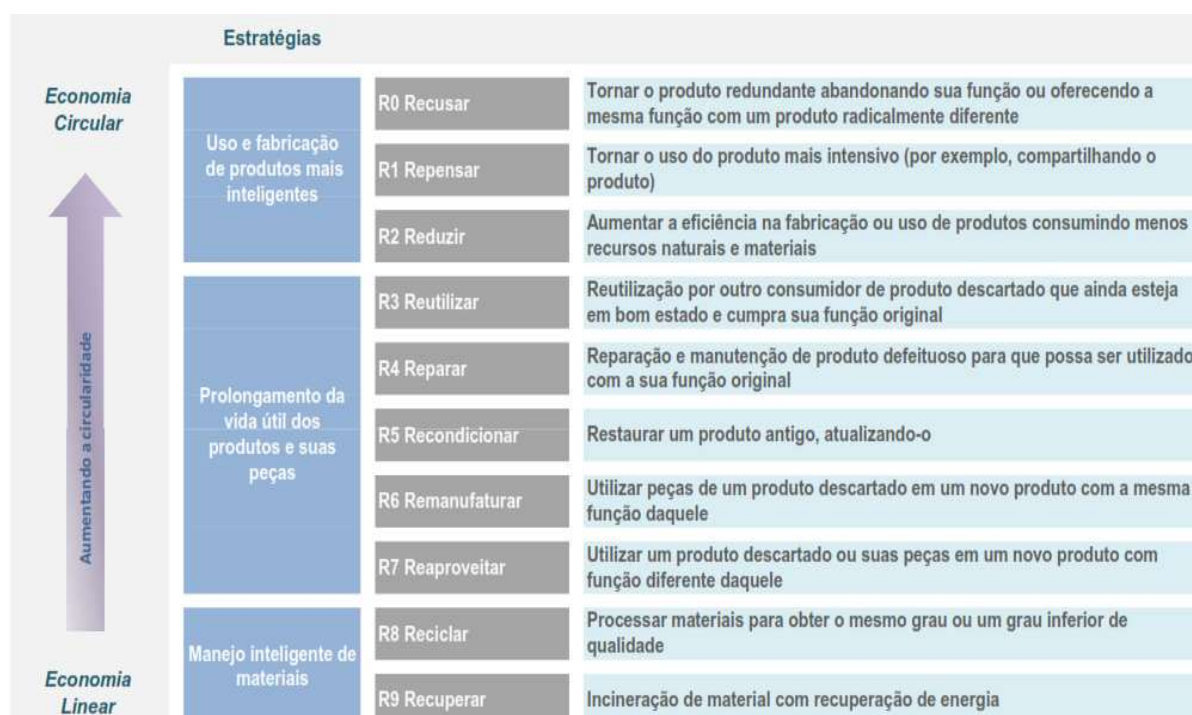 Estratégias
Economia
Circular
Aumentando a circularidade
Economia
Linear
Uso e fabricação
de produtos mais
inteligentes
R0 Recusar
Tornar o produto redundante abandonando sua função ou oferecendo a
mesma função com um produto radicalmente diferente
R1 Repensar
Tornar o uso do produto mais intensivo (por exemplo, compartilhando o
produto)
R2 Reduzir
Aumentar a eficiência na fabricação ou uso de produtos consumindo menos
recursos naturais e materiais
Prolongamento da
vida útil dos
produtos e suas
peças
R3 Reutilizar
Reutilização por outro consumidor de produto descartado que ainda esteja
em bom estado e cumpra sua função original
R4 Reparar
Reparação e manutenção de produto defeituoso para que possa ser utilizado
com a sua função original
R5 Recondicionar
Restaurar um produto antigo, atualizando-o
R6 Remanufaturar
Utilizar peças de um produto descartado em um novo produto com a mesma
função daquele
R7 Reaproveitar
Utilizar um produto descartado ou suas peças em um novo produto com
função diferente daquele
Manejo inteligente de
materiais
R8 Reciclar
Processar materiais para obter o mesmo grau ou um grau inferior de
qualidade
R9 Recuperar
Incineração de material com recuperação de energia